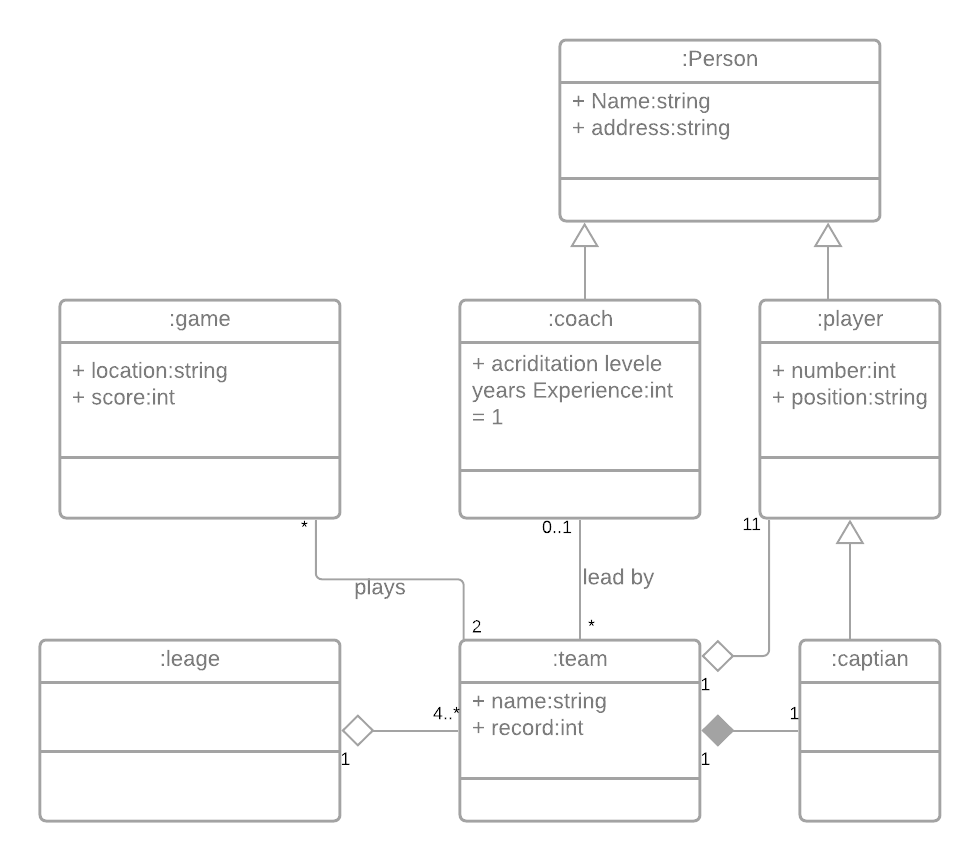 :Person
+ Name:string
+ address:string
:game
+ location:string
+ score:int
:coach
+ acriditation levele
years Experience:int
= 1
:player
+ number:int
+ position:string
*
0..1
11
plays
lead by
2
*
:leage
:team
+ name:string
+ record:int
:captian
1
4..*
1
1
1